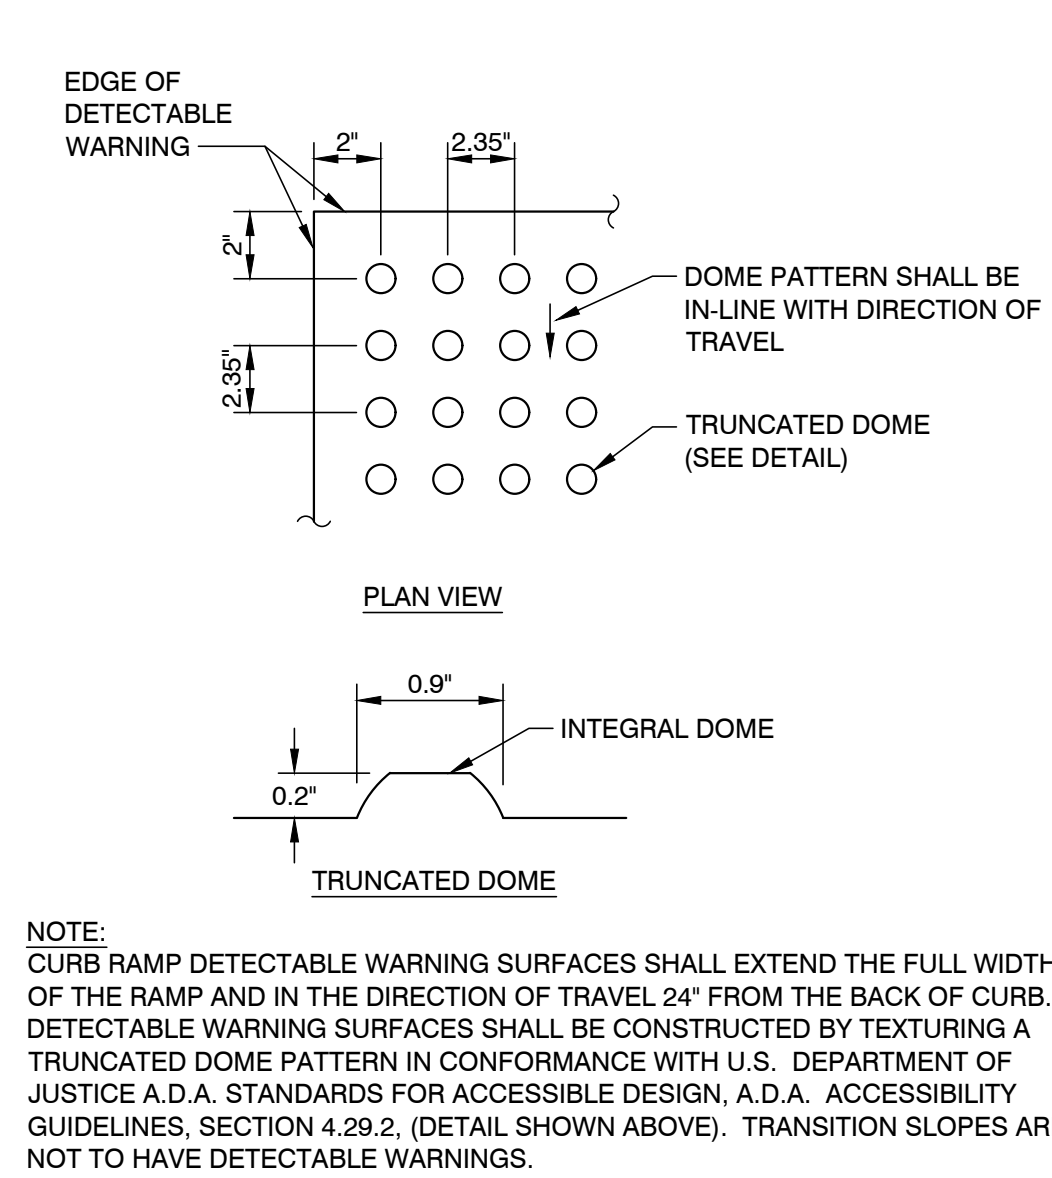 EDGE OF
DETECTABLE
WARNING
2"
2.35"
2"
2.35"
DOME PATTERN SHALL BE
IN-LINE WITH DIRECTION OF
TRAVEL
TRUNCATED DOME
(SEE DETAIL)
PLAN VIEW
0.9"
INTEGRAL DOME
0.2"
TRUNCATED DOME
NOTE:
CURB RAMP DETECTABLE WARNING SURFACES SHALL EXTEND THE FULL WIDTH
OF THE RAMP AND IN THE DIRECTION OF TRAVEL 24" FROM THE BACK OF CURB.
DETECTABLE WARNING SURFACES SHALL BE CONSTRUCTED BY TEXTURING A
TRUNCATED DOME PATTERN IN CONFORMANCE WITH U.S. DEPARTMENT OF
JUSTICE A.D.A. STANDARDS FOR ACCESSIBLE DESIGN, A.D.A. ACCESSIBILITY
GUIDELINES, SECTION 4.29.2, (DETAIL SHOWN ABOVE). TRANSITION SLOPES AR
NOT TO HAVE DETECTABLE WARNINGS.